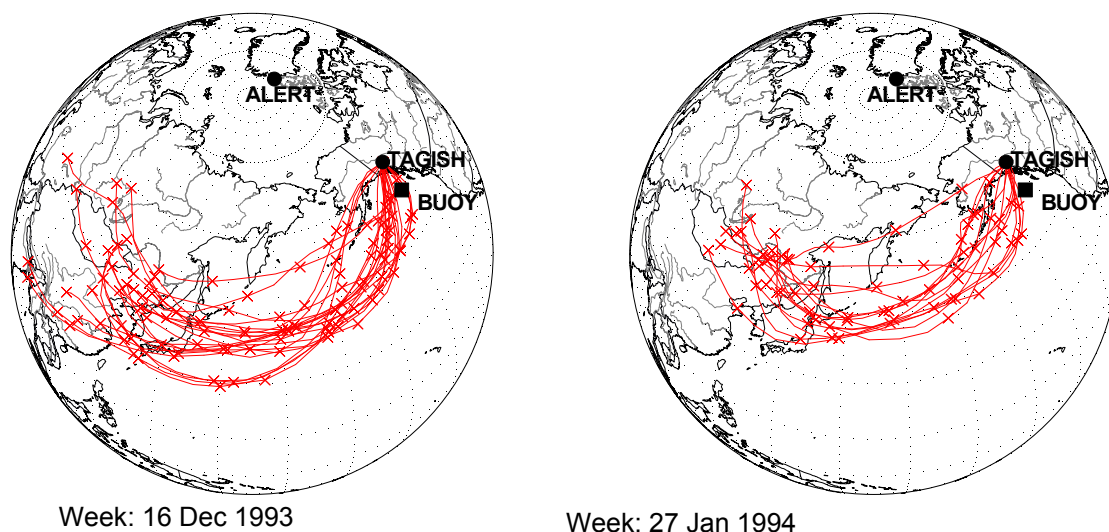 ALERT
TAGISH
BUOY
ALERT
TAGISH
BUOY
Week: 16 Dec 1993
Week: 27 Jan 1994